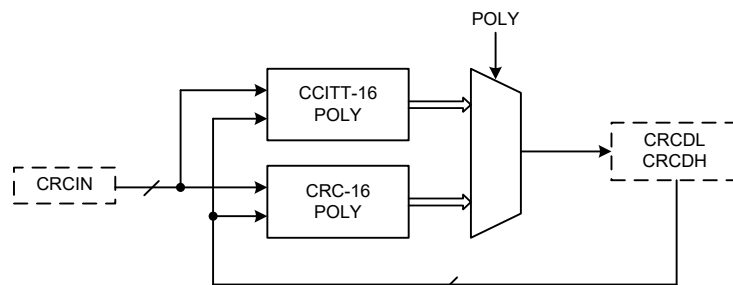 POLY
CCITT-16
POLY
CRCDL
CRCDH
CRCIN
CRC-16
POLY